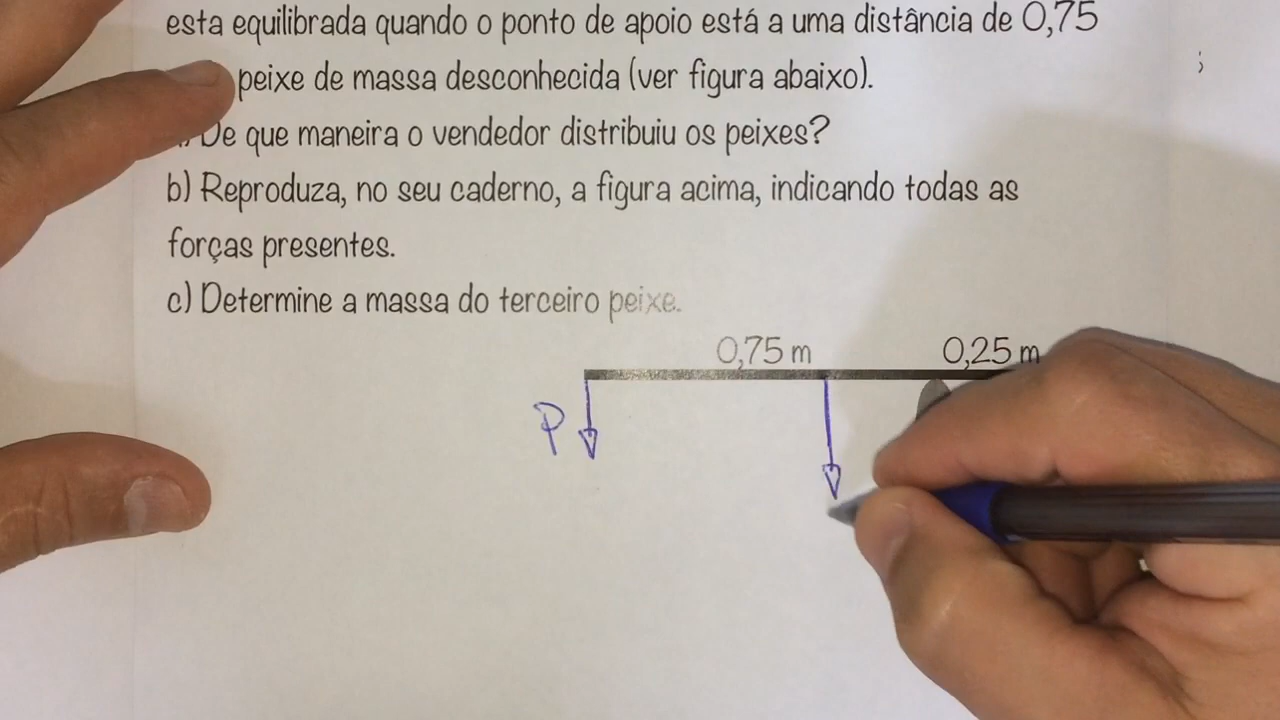 esta equilibrada quando o ponto de apoio está a uma distância de 0,75
peixe de massa desconhecida (ver figura abaixo).
De que maneira o vendedor distribuiu os peixes?
b) Reproduza, no seu caderno, a figura acima, indicando todas as
forças presentes.
c) Determine a massa do terceiro peixe.
0,75 m 0,25 m
P